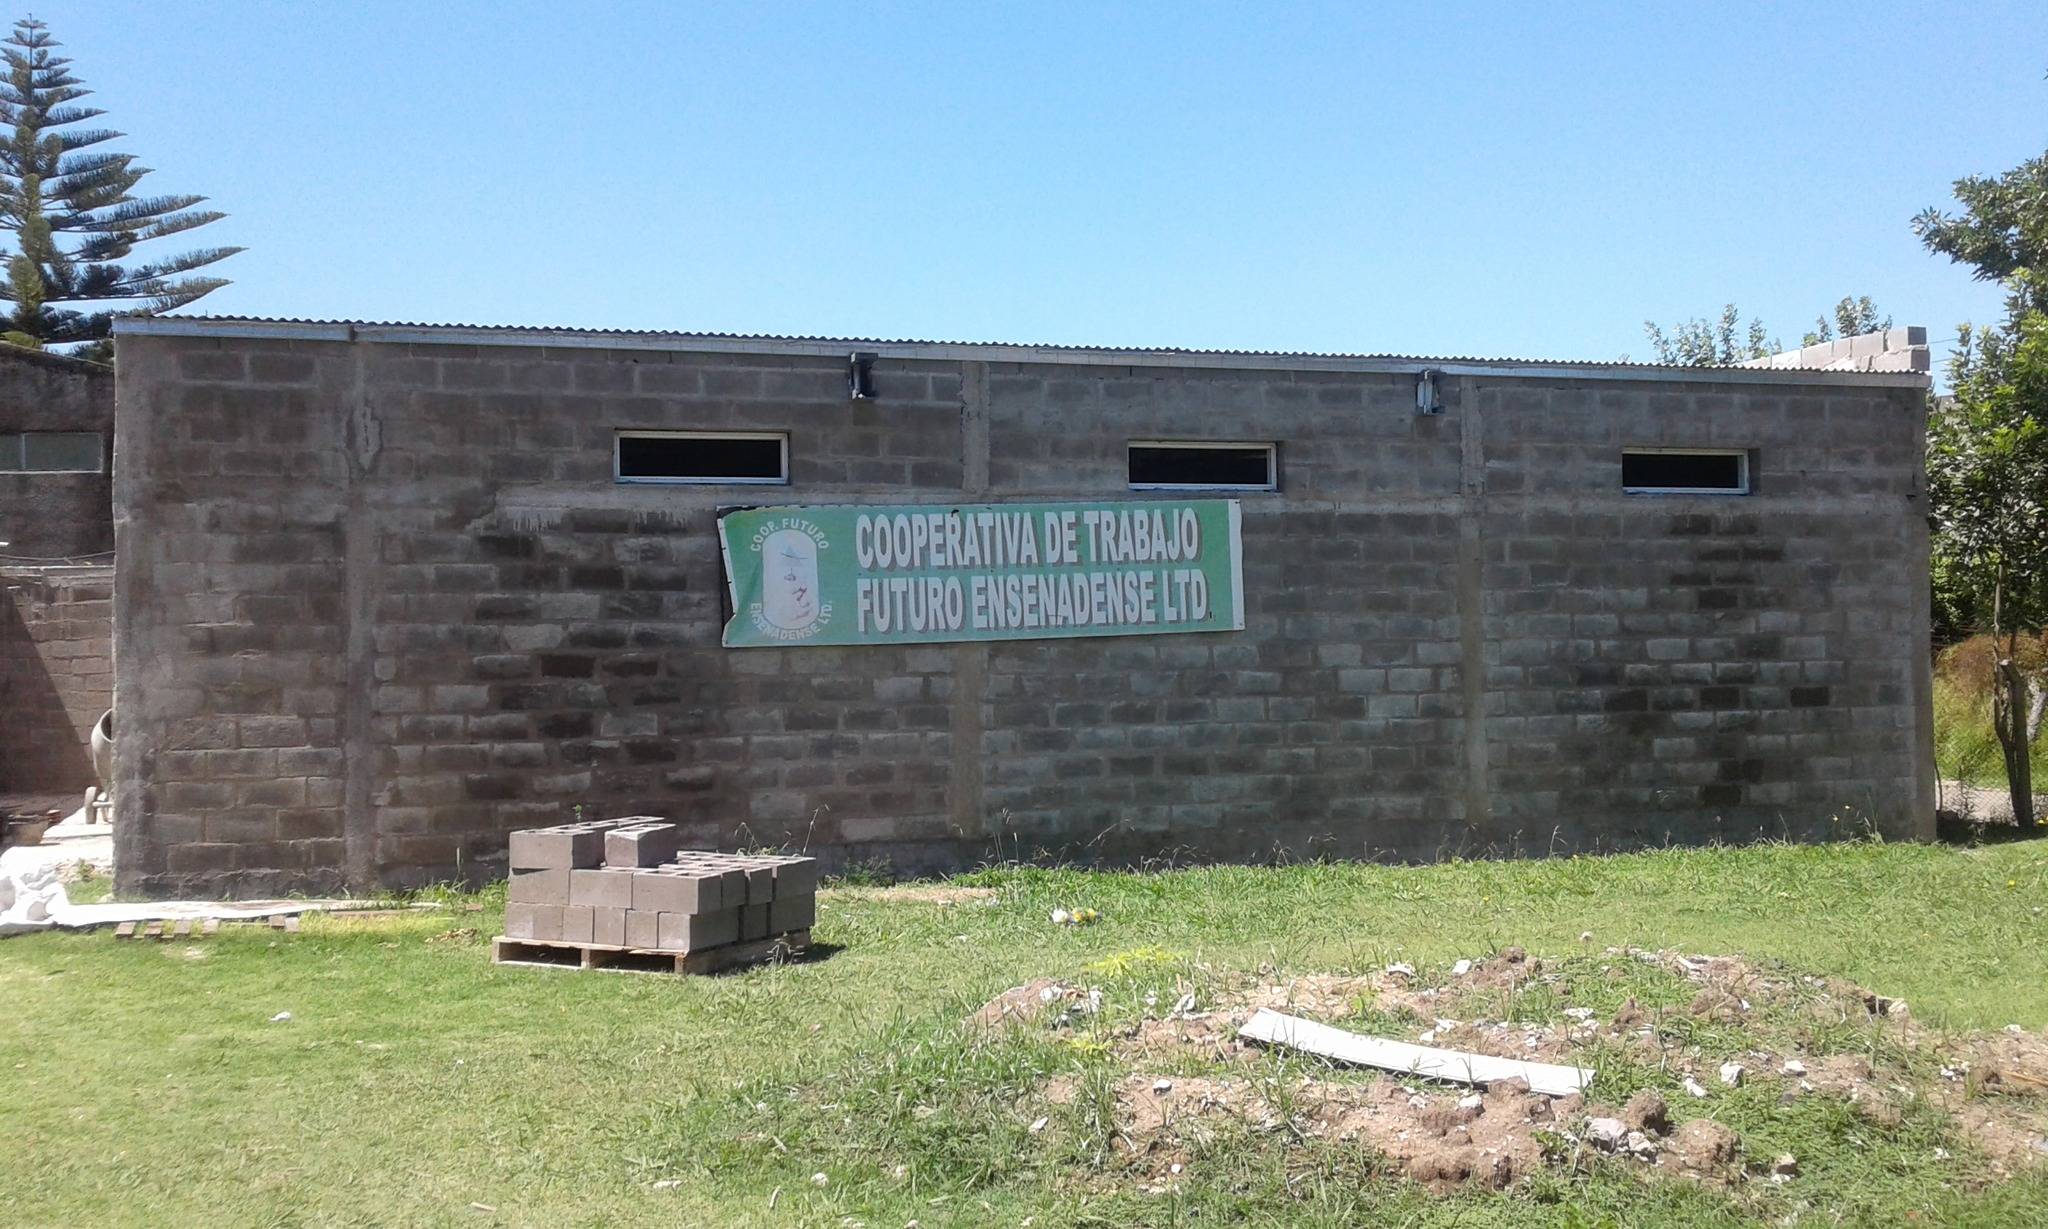 COOP. FUTURO
ENSENADENSE LTD.
COOPERATIVA DE TRABAJO
FUTURO ENSENADENSE LTD.